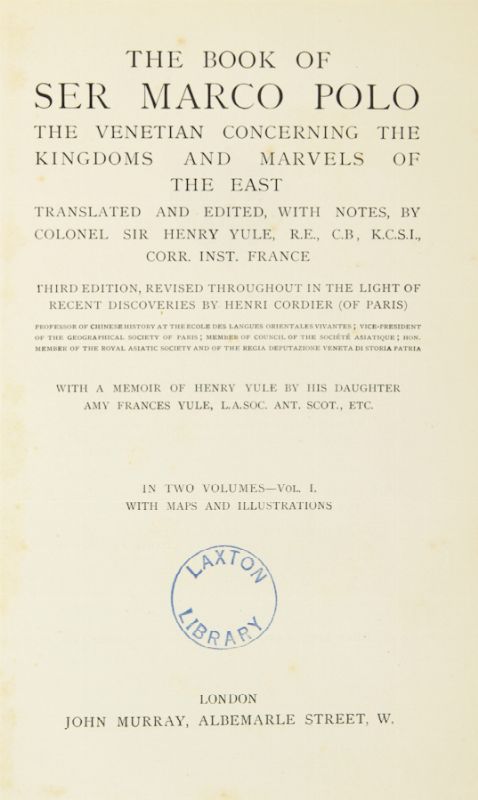 THE BOOK OF
SER MARCO POLO
THE VENETIAN CONCERNING THE
KINGDOMS AND MARVELS OF
THE EAST
TRANSLATED AND EDITED, WITH NOTES, BY
COLONEL SIR HENRY YULE, R.E., C.B, K.C.S.I.,
CORR. INST. FRANCE
THIRD EDITION, REVISED THROUGHOUT IN THE LIGHT OF
RECENT DISCOVERIES BY HENRI CORDIER (OF PARIS)
PROFESSOR OF CHINESE HISTORY AT THE ECOLE DES LANGUES ORIENTALES VIVANTES; VICE-PRESIDENT
OF THE GEOGRAPHICAL SOCIETY OF PARIS; MEMBER OF COUNCIL OF THE SOCIÉTÉ ASIATIQUE; HON.
MEMBER OF THE ROYAL ASIATIC SOCIETY AND OF THE REGIA DEPUTAZIONE VENETA DI STORIA PATRIA
WITH A MEMOIR OF HENRY YULE BY HIS DAUGHTER
AMY FRANCES YULE, L.A.SOC. ANT. SCOT., ETC.
IN TWO VOLUMES—VOL. I.
WITH MAPS AND ILLUSTRATIONS
LAXTON
LIBRARY
LONDON
JOHN MURRAY, ALBEMARLE STREET, W.